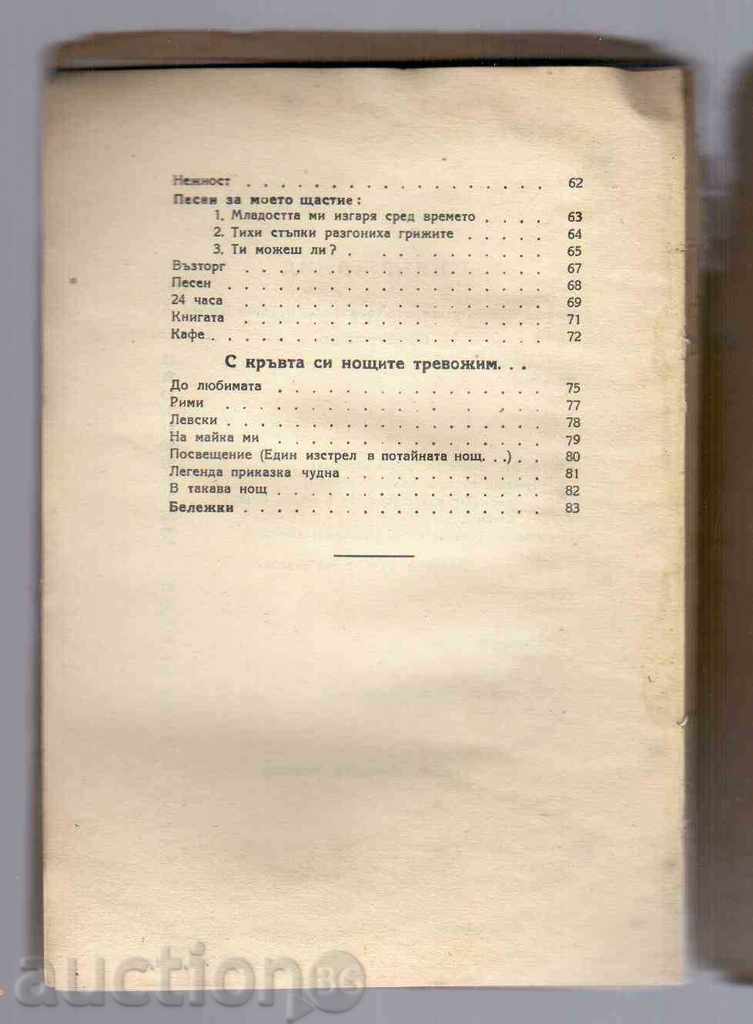 Нежност . . . . . . . . . . . . . . . . . 62
Песни за моето щастие:
1. Младостта ми изгаря сред времето . . . . 63
2. Тихи стъпки разгониха грижите . . . . . 64
3. Ти можеш ли? . . . . . . . . . . . 65
Възторг . . . . . . . . . . . . . . . . . 67
Песен . . . . . . . . . . . . . . . . . . 68
24 часа . . . . . . . . . . . . . . . . . 69
Книгата . . . . . . . . . . . . . . . . . 71
Кафе . . . . . . . . . . . . . . . . . . 72
С кръвта си нощите тревожим. . .
До любимата . . . . . . . . . . . . . . . 75
Рими . . . . . . . . . . . . . . . . . . 77
Левски . . . . . . . . . . . . . . . . . 78
На майка ми . . . . . . . . . . . . . . . 79
Посвещение (Един изстрел в потайната нощ. . .) . . 80
Легенда приказка чудна . . . . . . . . . . . 81
В такава нощ . . . . . . . . . . . . . . . 82
Бележки . . . . . . . . . . . . . . . . . 83
auction
BG